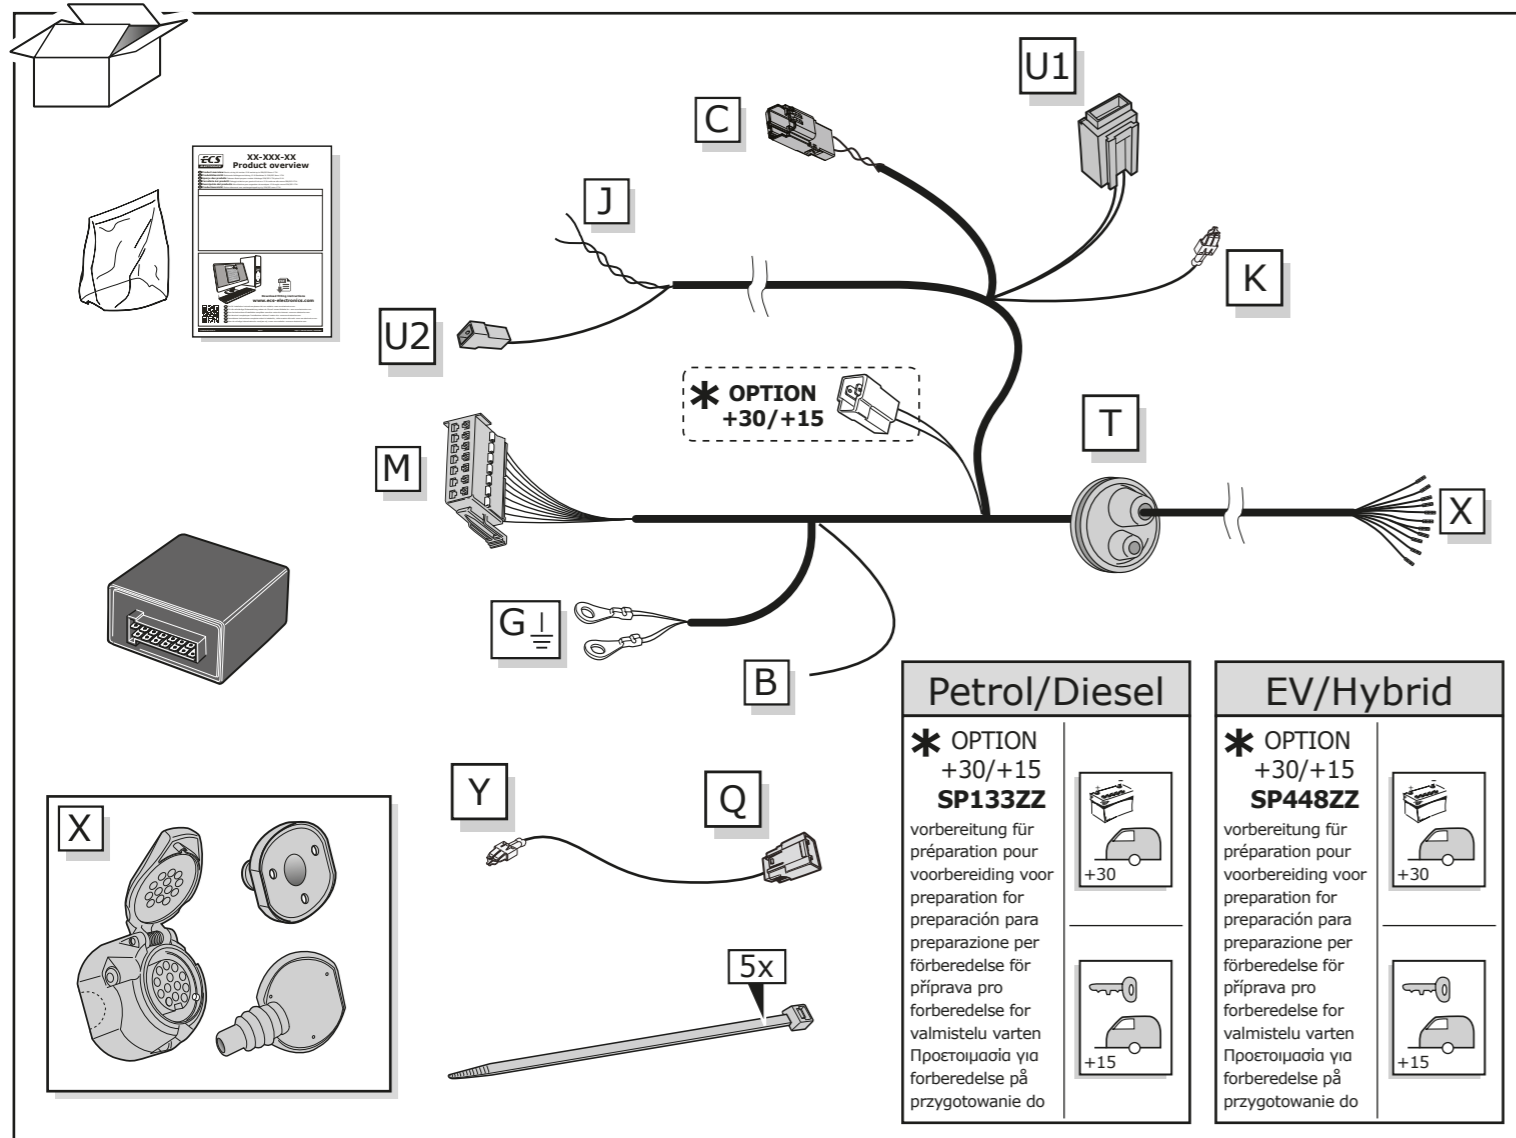 ECS
XX-XXX-XX
Product overview
Download fitting instructions
www.ecs-electronics.com
C
U1
J
K
U2
* OPTION
+30/+15
T
M
X
G
B
Y
Q
X
5x
Petrol/Diesel
* OPTION
+30/+15
SP133ZZ
vorbereitung für
préparation pour
voorbereiding voor
preparation for
preparación para
preparazione per
förberedelse för
příprava pro
forberedelse for
valmistelu varten
Προετοιμασία για
forberedelse på
przygotowanie do
+30
+15
EV/Hybrid
* OPTION
+30/+15
SP448ZZ
vorbereitung für
préparation pour
voorbereiding voor
preparation for
preparación para
preparazione per
förberedelse för
příprava pro
forberedelse for
valmistelu varten
Προετοιμασία για
forberedelse på
przygotowanie do
+30
+15